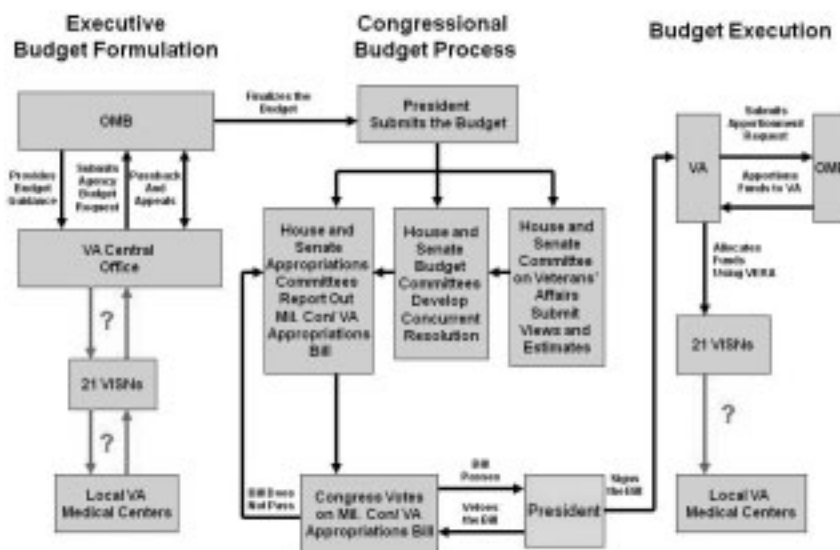 Executive
Budget Formulation
Congressional
Budget Process
Budget Execution
OMB
Finalizes the
Budget
President
Submits the Budget
Provides
Budget
Guidance
Submits
Agency
Budget
Request
Passback
And
Appeals
VA Central
Office
?
21 VISNs
?
Local VA
Medical Centers
House and
Senate
Appropriations
Committees
Report Out
Mil. Con/ VA
Appropriations
Bill
House and
Senate
Budget
Committees
Develop
Concurrent
Resolution
House and
Senate
Committee
on Veterans'
Affairs
Submit
Views and
Estimates
Bill Does
Not Pass
Congress Votes
on Mil. Con/ VA
Appropriations Bill
Bill
Passes
Vetoes
the Bill
President
Signs
the Bill
VA
Submits
Apportionment
Request
Apportions
Funds to VA
OMB
Allocates
Funds
Using VERA
21 VISNs
?
Local VA
Medical Centers